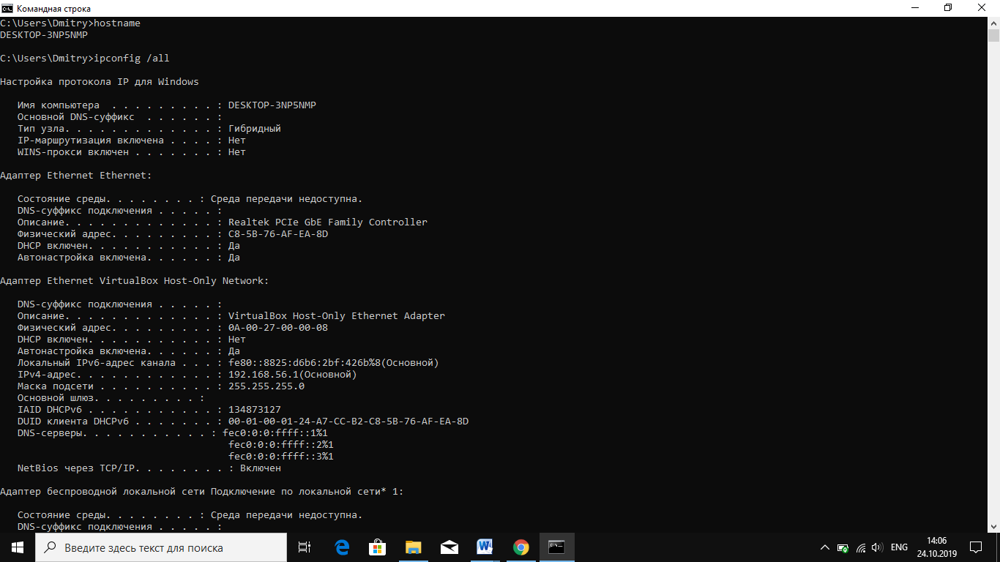 Командная строка
C:\Users\Dmitry>hostname
DESKTOP-3NP5NMP
C:\Users\Dmitry>ipconfig /all
Настройка протокола IP для Windows
Имя компьютера  . . . . . . . . . : DESKTOP-3NP5NMP
Основной DNS-суффикс  . . . . . . :
Тип узла. . . . . . . . . . . . . : Гибридный
IP-маршрутизация включена . . . . : Нет
WINS-прокси включен . . . . . . . : Нет
Адаптер Ethernet Ethernet:
Состояние среды. . . . . . . . : Среда передачи недоступна.
DNS-суффикс подключения . . . . . :
Описание. . . . . . . . . . . . . : Realtek PCIe GbE Family Controller
Физический адрес. . . . . . . . . : C8-5B-76-AF-EA-8D
DHCP включен. . . . . . . . . . . : Да
Автонастройка включена. . . . . . : Да
Адаптер Ethernet VirtualBox Host-Only Network:
DNS-суффикс подключения . . . . . :
Описание. . . . . . . . . . . . . : VirtualBox Host-Only Ethernet Adapter
Физический адрес. . . . . . . . . : 0A-00-27-00-00-08
DHCP включен. . . . . . . . . . . : Нет
Автонастройка включена. . . . . . : Да
Локальный IPv6-адрес канала . . . : fe80::8825:d6b6:2bf:426b%8(Основной)
IPv4-адрес. . . . . . . . . . . . : 192.168.56.1(Основной)
Маска подсети . . . . . . . . . . : 255.255.255.0
Основной шлюз. . . . . . . . . :
IAID DHCPv6 . . . . . . . . . . . : 134873127
DUID клиента DHCPv6 . . . . . . . : 00-01-00-01-24-A7-CC-B2-C8-5B-76-AF-EA-8D
DNS-серверы. . . . . . . . . . . : fec0:0:0:ffff::1%1
fec0:0:0:ffff::2%1
fec0:0:0:ffff::3%1
NetBios через TCP/IP. . . . . . . . : Включен
Адаптер беспроводной локальной сети Подключение по локальной сети* 1:
Состояние среды. . . . . . . . : Среда передачи недоступна.
DNS-суффикс подключения . . . . . :
Введите здесь текст для поиска
ENG
14:06
24.10.2019